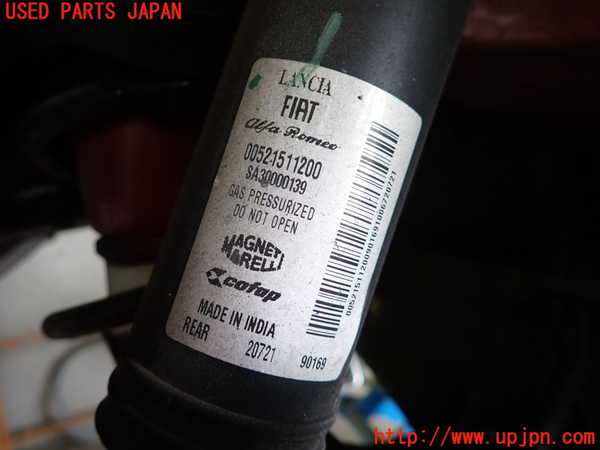 USED PARTS JAPAN
LANCIA
FIAT
Alfa Romeo
00521511200
SA30000139
GAS PRESSURIZED
DO NOT OPEN
MAGNETI
MARELLI
cofap
MADE IN INDIA
REAR 20721 90169
00521511200901691006720721
http://www.upjpn.com/